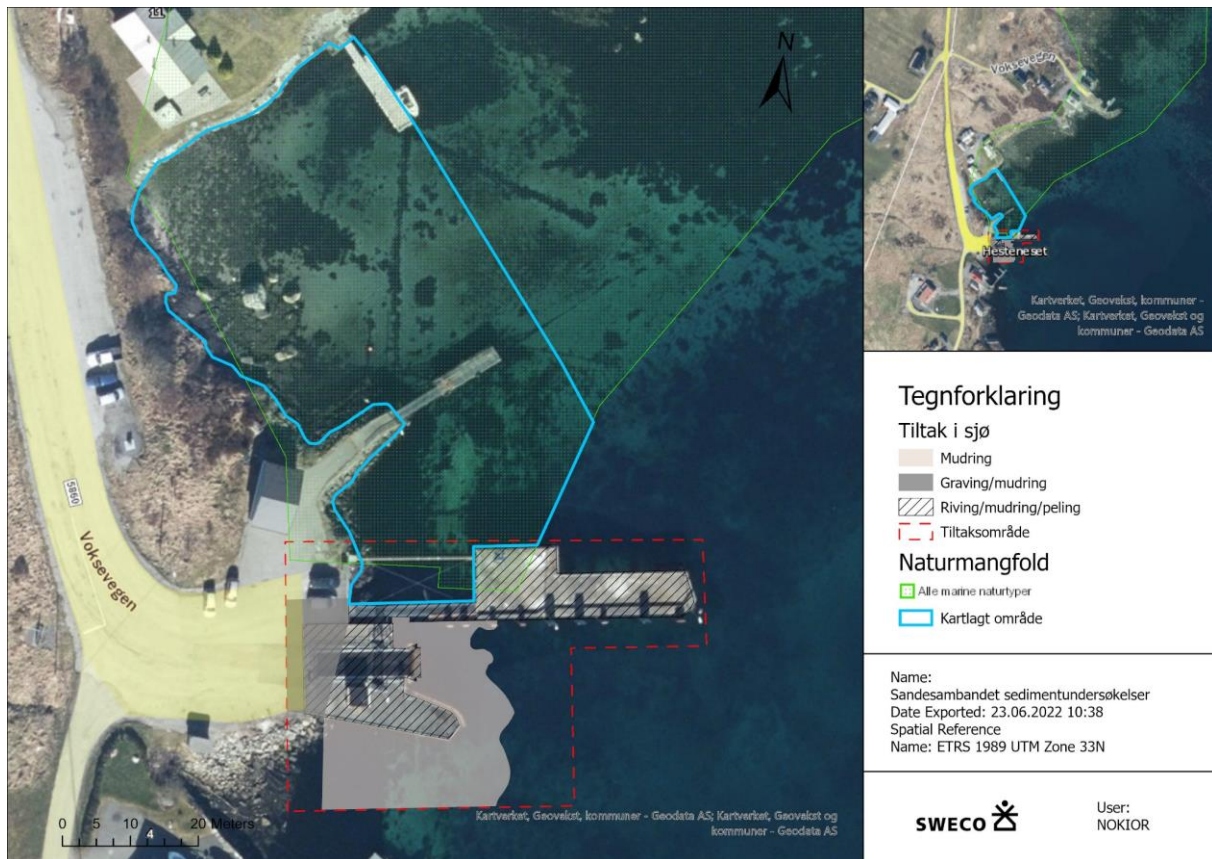 11
N
5860
Voksevegen
0 5 10 20 Meters
4
Kartverket, Geovekst, kommuner - Geodata AS; Kartverket, Geovekst og
kommuner - Geodata AS
Voksevegen
Hesteneset
Kartverket, Geovekst, kommuner -
Geodata AS; Kartverket, Geovekst og
kommuner - Geodata AS
Tegnforklaring
Tiltak i sjø
Mudring
Graving/mudring
Riving/mudring/peling
Tiltaksområde
Naturmangfold
Alle marine naturtyper
Kartlagt område
Name:
Sandesambandet sedimentundersøkelser
Date Exported: 23.06.2022 10:38
Spatial Reference
Name: ETRS 1989 UTM Zone 33N
SWECO
User:
NOKIOR